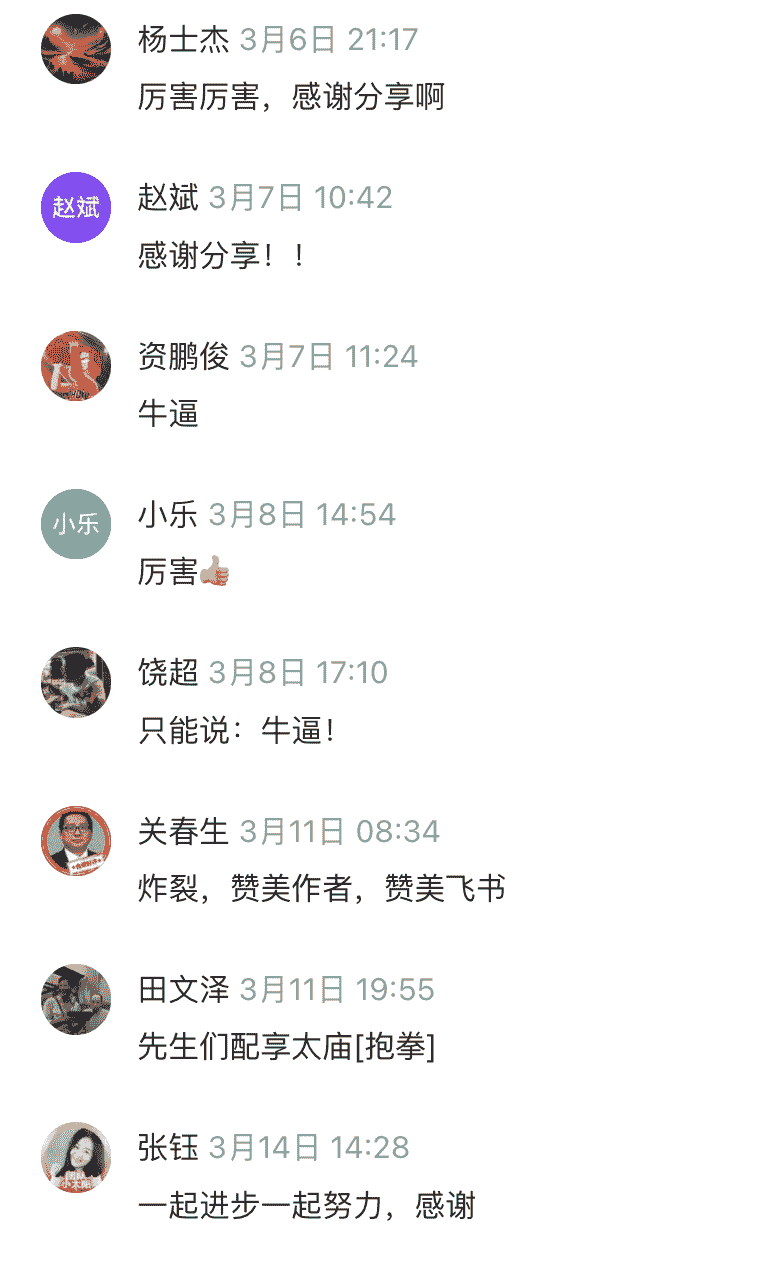 杨士杰 3月6日 21:17
厉害厉害，感谢分享啊
赵斌
赵斌 3月7日 10:42
感谢分享！！
资鹏俊 3月7日 11:24
牛逼
小乐
小乐 3月8日 14:54
厉害👍
饶超 3月8日 17:10
只能说：牛逼！
关春生 3月11日 08:34
炸裂，赞美作者，赞美飞书
田文泽 3月11日 19:55
先生们配享太庙[抱拳]
张钰 3月14日 14:28
一起进步一起努力，感谢